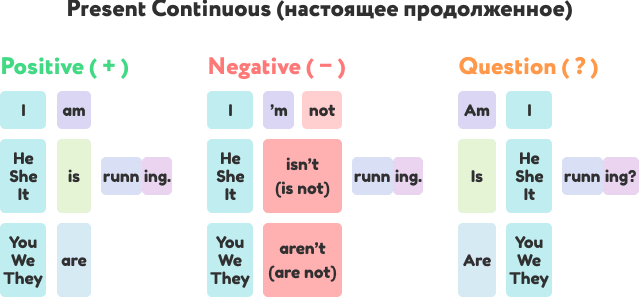 Present Continuous (настоящее продолженное)
Positive ( + )
I am
He
She
It
is
runn ing.
You
We
They
are
Negative ( − )
I 'm not
He
She
It
isn't
(is not)
runn ing.
You
We
They
aren't
(are not)
Question ( ? )
Am I
Is
He
She
It
runn ing?
Are
You
We
They